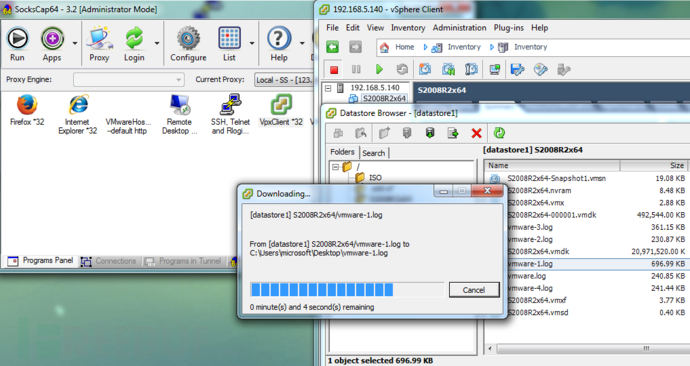 SocksCap64 - 3.2 [Administrator Mode]
Run
Apps
Proxy
Login
Configure
List
Help
Proxy Engine:
Current Proxy:
Local - SS - [123.
Firefox *32
Internet Explorer *32
VMwareHos... -default http
Remote Desktop ...
SSH, Telnet and Rlogi...
VpxClient *32
Programs Panel
Connections
Programs in Tunnel
192.168.5.140 - vSphere Client
File Edit View Inventory Administration Plug-ins Help
Home
Inventory
Inventory
192.168.5.140
S2008R2x64
S2008R2x64
Datastore Browser - [datastore1]
Folders
Search
/
ISO
[datastore1] S2008R2x64
Name Size
S2008R2x64-Snapshot1.vmsn 19.08 KB
S2008R2x64.nvram 8.48 KB
S2008R2x64.vmx 2.88 KB
S2008R2x64-000001.vmdk 492,544.00 KB
vmware-3.log 361.15 KB
vmware-2.log 230.87 KB
S2008R2x64.vmdk 20,971,520.00 K
vmware-1.log 696.99 KB
vmware.log 240.85 KB
vmware-4.log 241.44 KB
S2008R2x64.vmxf 3.77 KB
S2008R2x64.vmsd 0.40 KB
1 object selected 696.99 KB
Downloading...
[datastore1] S2008R2x64/vmware-1.log
From [datastore1] S2008R2x64/vmware-1.log to
C:\Users\microsoft\Desktop\vmware-1.log
Cancel
0 minute(s) and 4 second(s) remaining